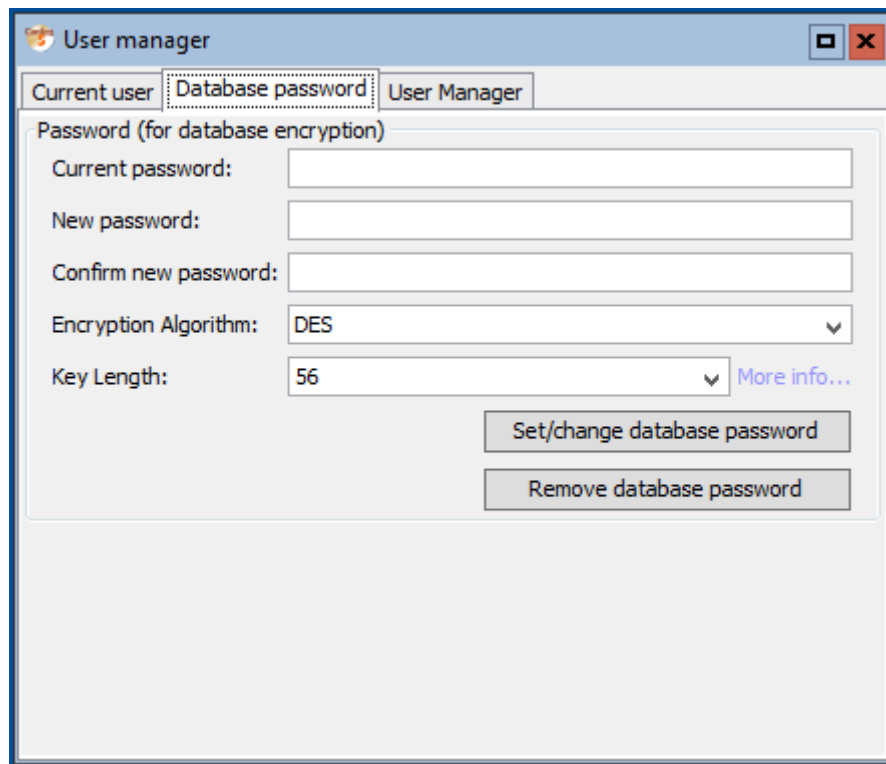 User manager
Current user Database password User Manager
Password (for database encryption)
Current password:
New password:
Confirm new password:
Encryption Algorithm: DES
Key Length: 56 More info...
Set/change database password
Remove database password